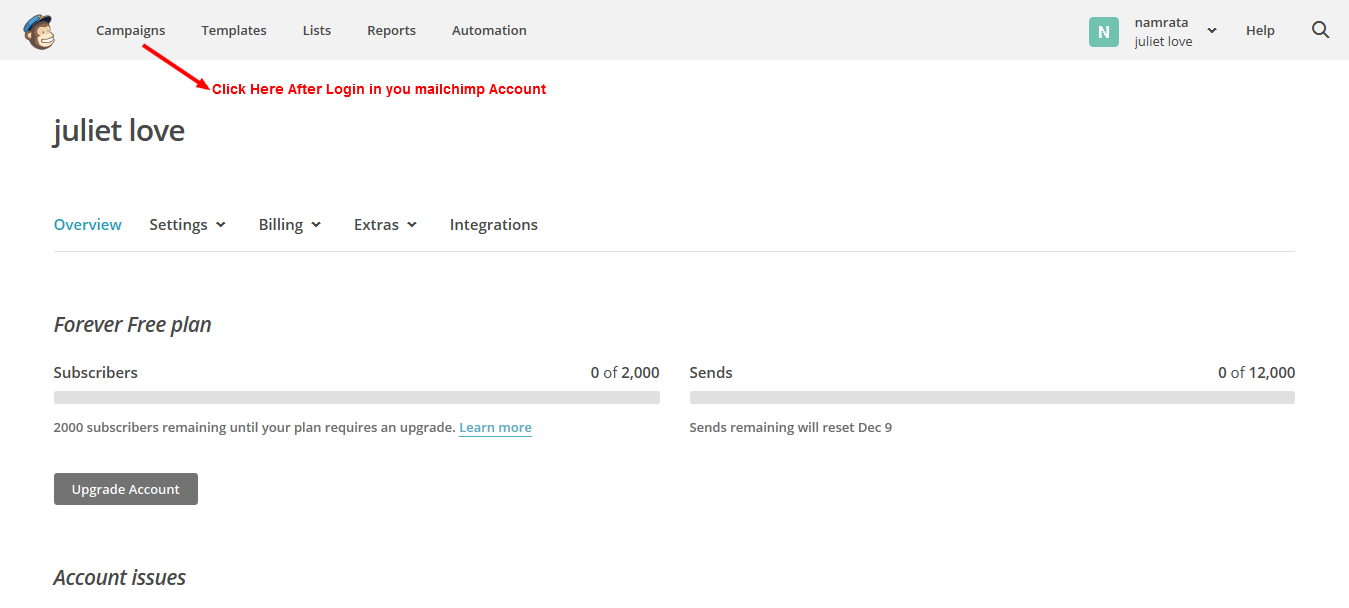 Campaigns Templates Lists Reports Automation
N
namrata
juliet love
Help
Click Here After Login in you mailchimp Account
juliet love
Overview Settings Billing Extras Integrations
Forever Free plan
Subscribers 0 of 2,000
2000 subscribers remaining until your plan requires an upgrade. Learn more
Sends 0 of 12,000
Sends remaining will reset Dec 9
Upgrade Account
Account issues